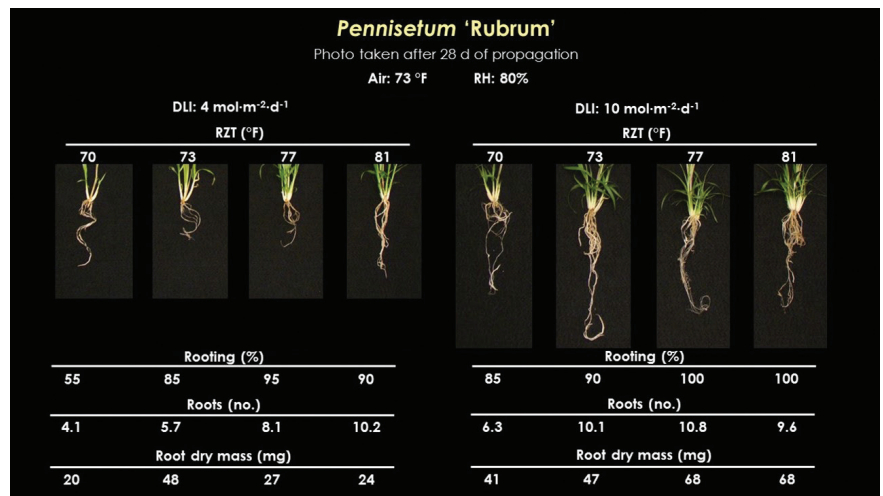 Pennisetum ‘Rubrum’
Photo taken after 28 d of propagation
Air: 73 °F RH: 80%
DLI: 4 mol·m-2·d-1
RZT (°F)
70 73 77 81
Rooting (%)
55 85 95 90
Roots (no.)
4.1 5.7 8.1 10.2
Root dry mass (mg)
20 48 27 24
DLI: 10 mol·m-2·d-1
RZT (°F)
70 73 77 81
Rooting (%)
85 90 100 100
Roots (no.)
6.3 10.1 10.8 9.6
Root dry mass (mg)
41 47 68 68